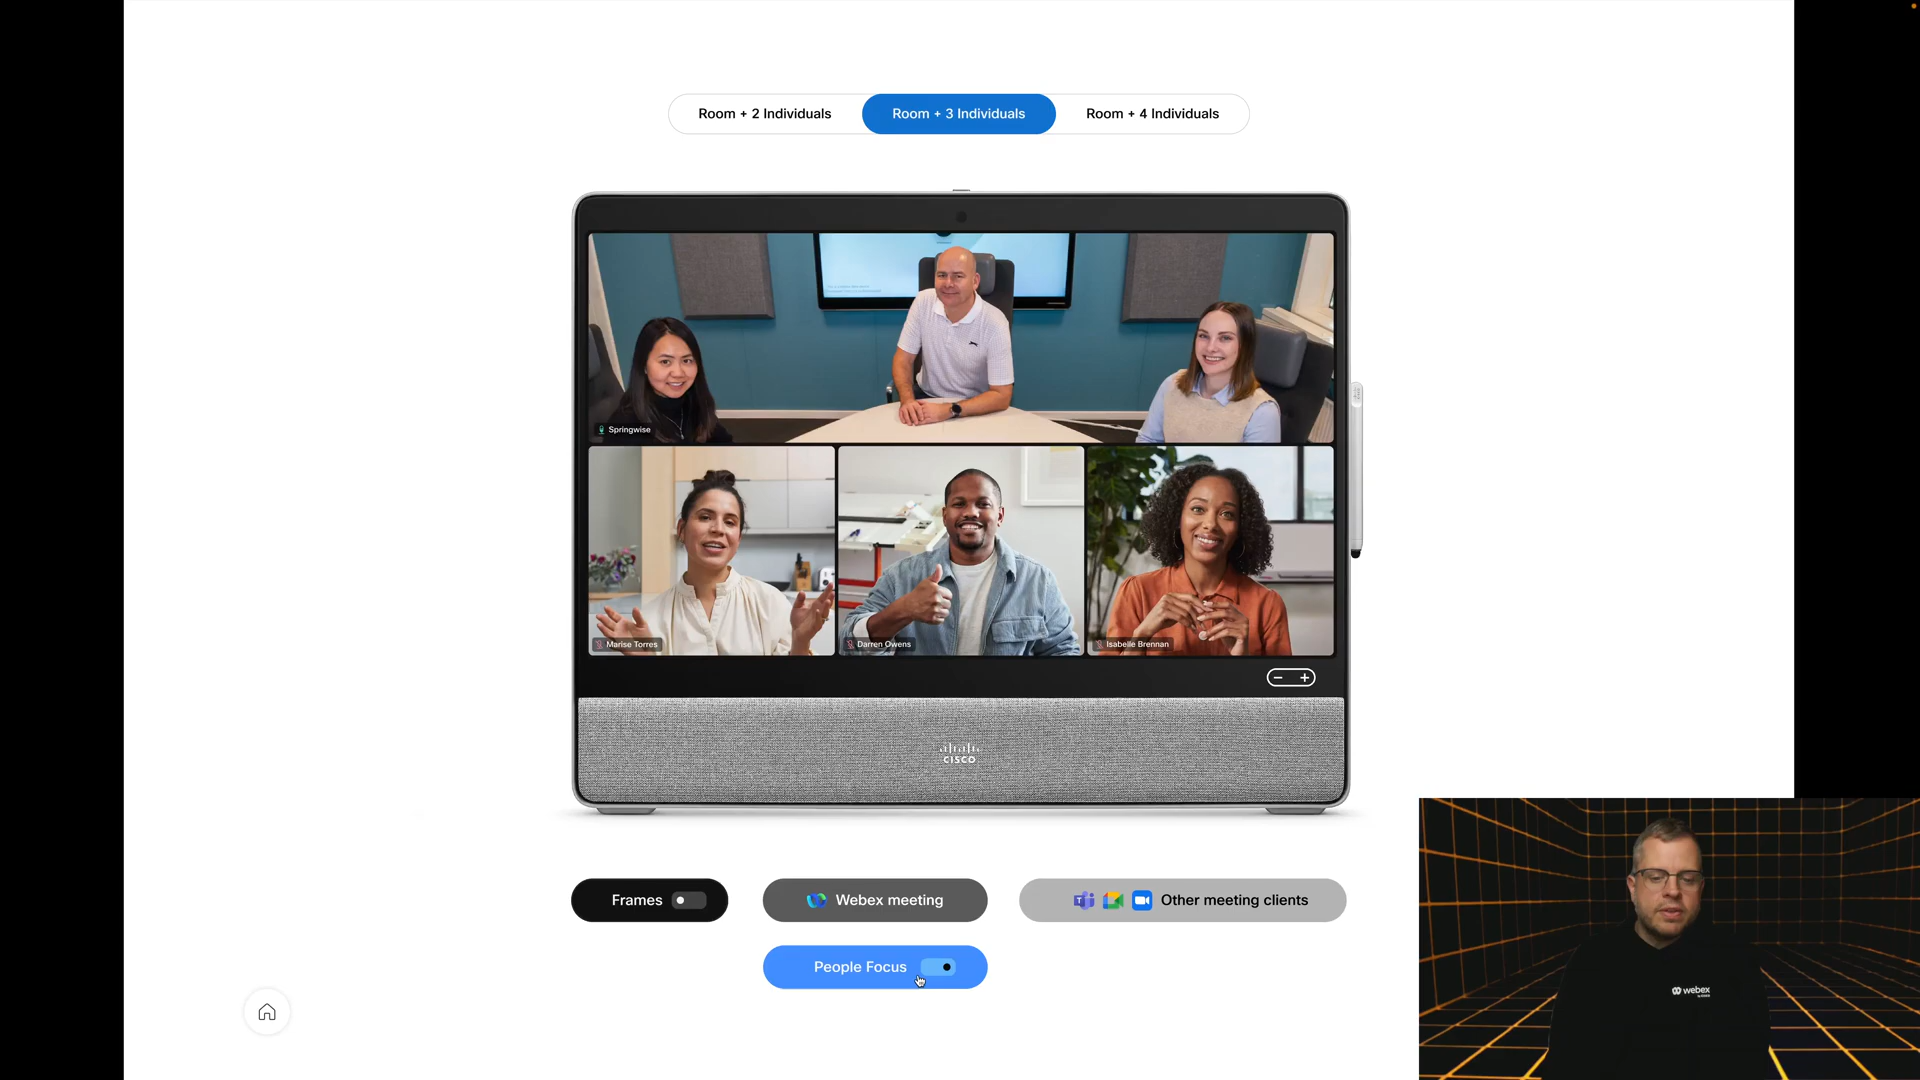 Room + 2 Individuals
Room + 3 Individuals
Room + 4 Individuals
Springwise
Marise Torres
Darren Owens
Isabelle Brennan
CISCO
Frames
Webex meeting
Other meeting clients
People Focus
webex